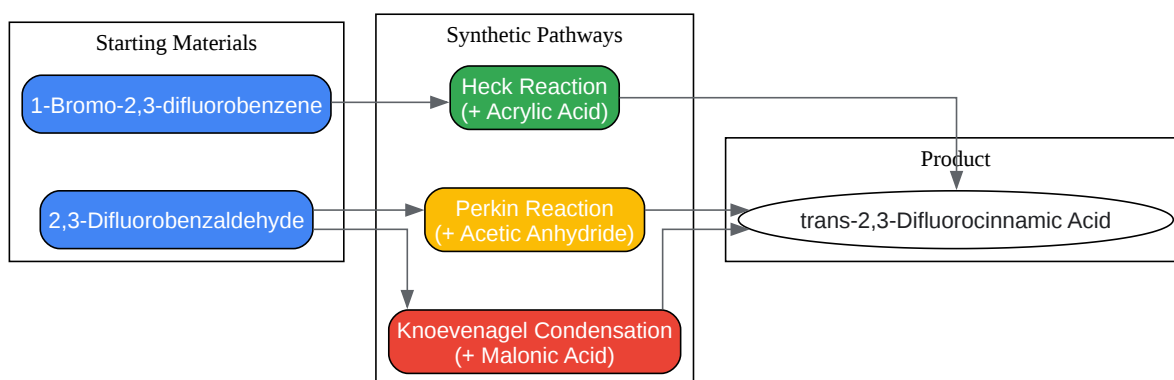 Starting Materials
1-Bromo-2,3-difluorobenzene
2,3-Difluorobenzaldehyde
Synthetic Pathways
Heck Reaction
(+ Acrylic Acid)
Perkin Reaction
(+ Acetic Anhydride)
Knoevenagel Condensation
(+ Malonic Acid)
Product
trans-2,3-Difluorocinnamic Acid